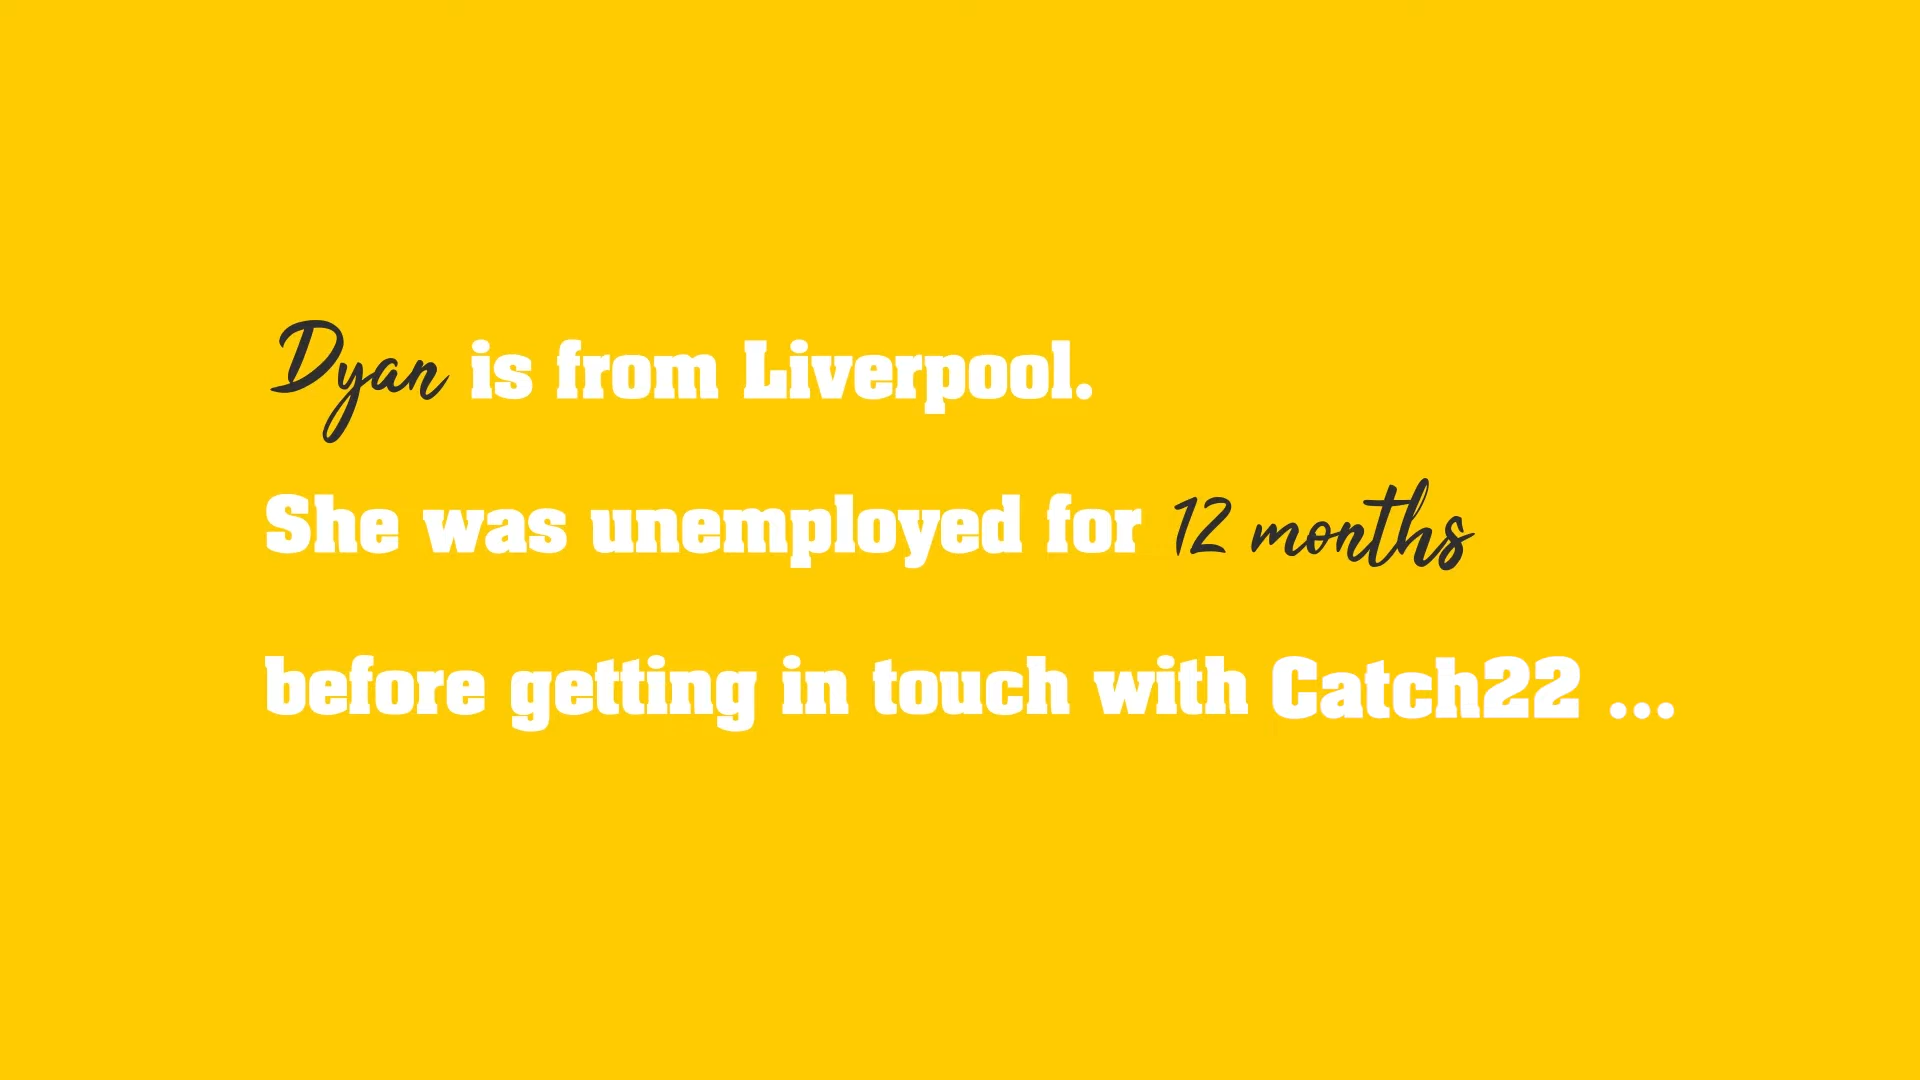 Dyan is from Liverpool.
She was unemployed for 12 months
before getting in touch with Catch22 ...